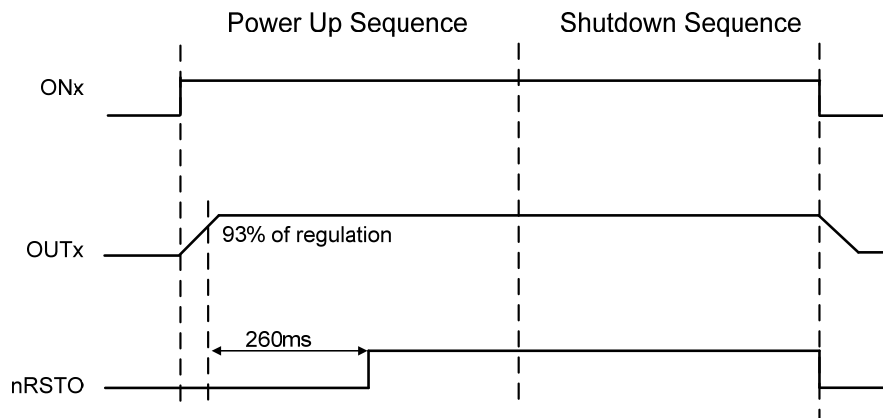 Power Up Sequence
Shutdown Sequence
ONx
OUTx
93% of regulation
260ms
nRSTO